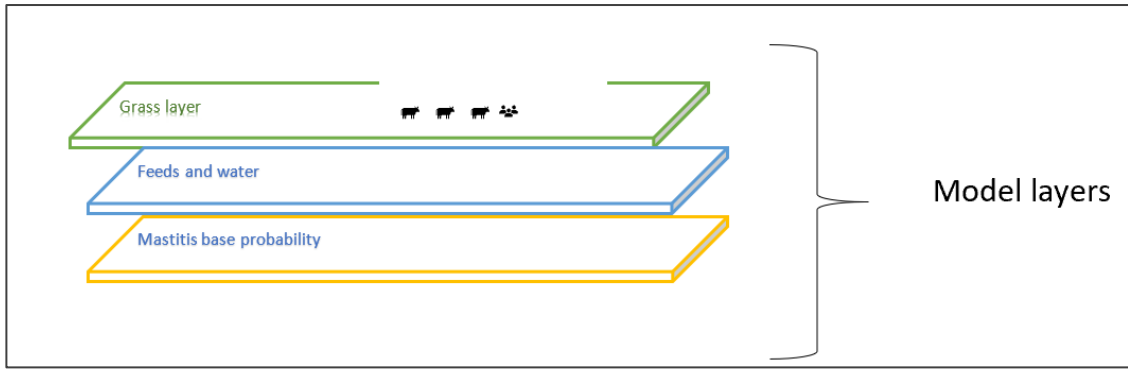 Grass layer
Feeds and water
Mastitis base probability
Model layers